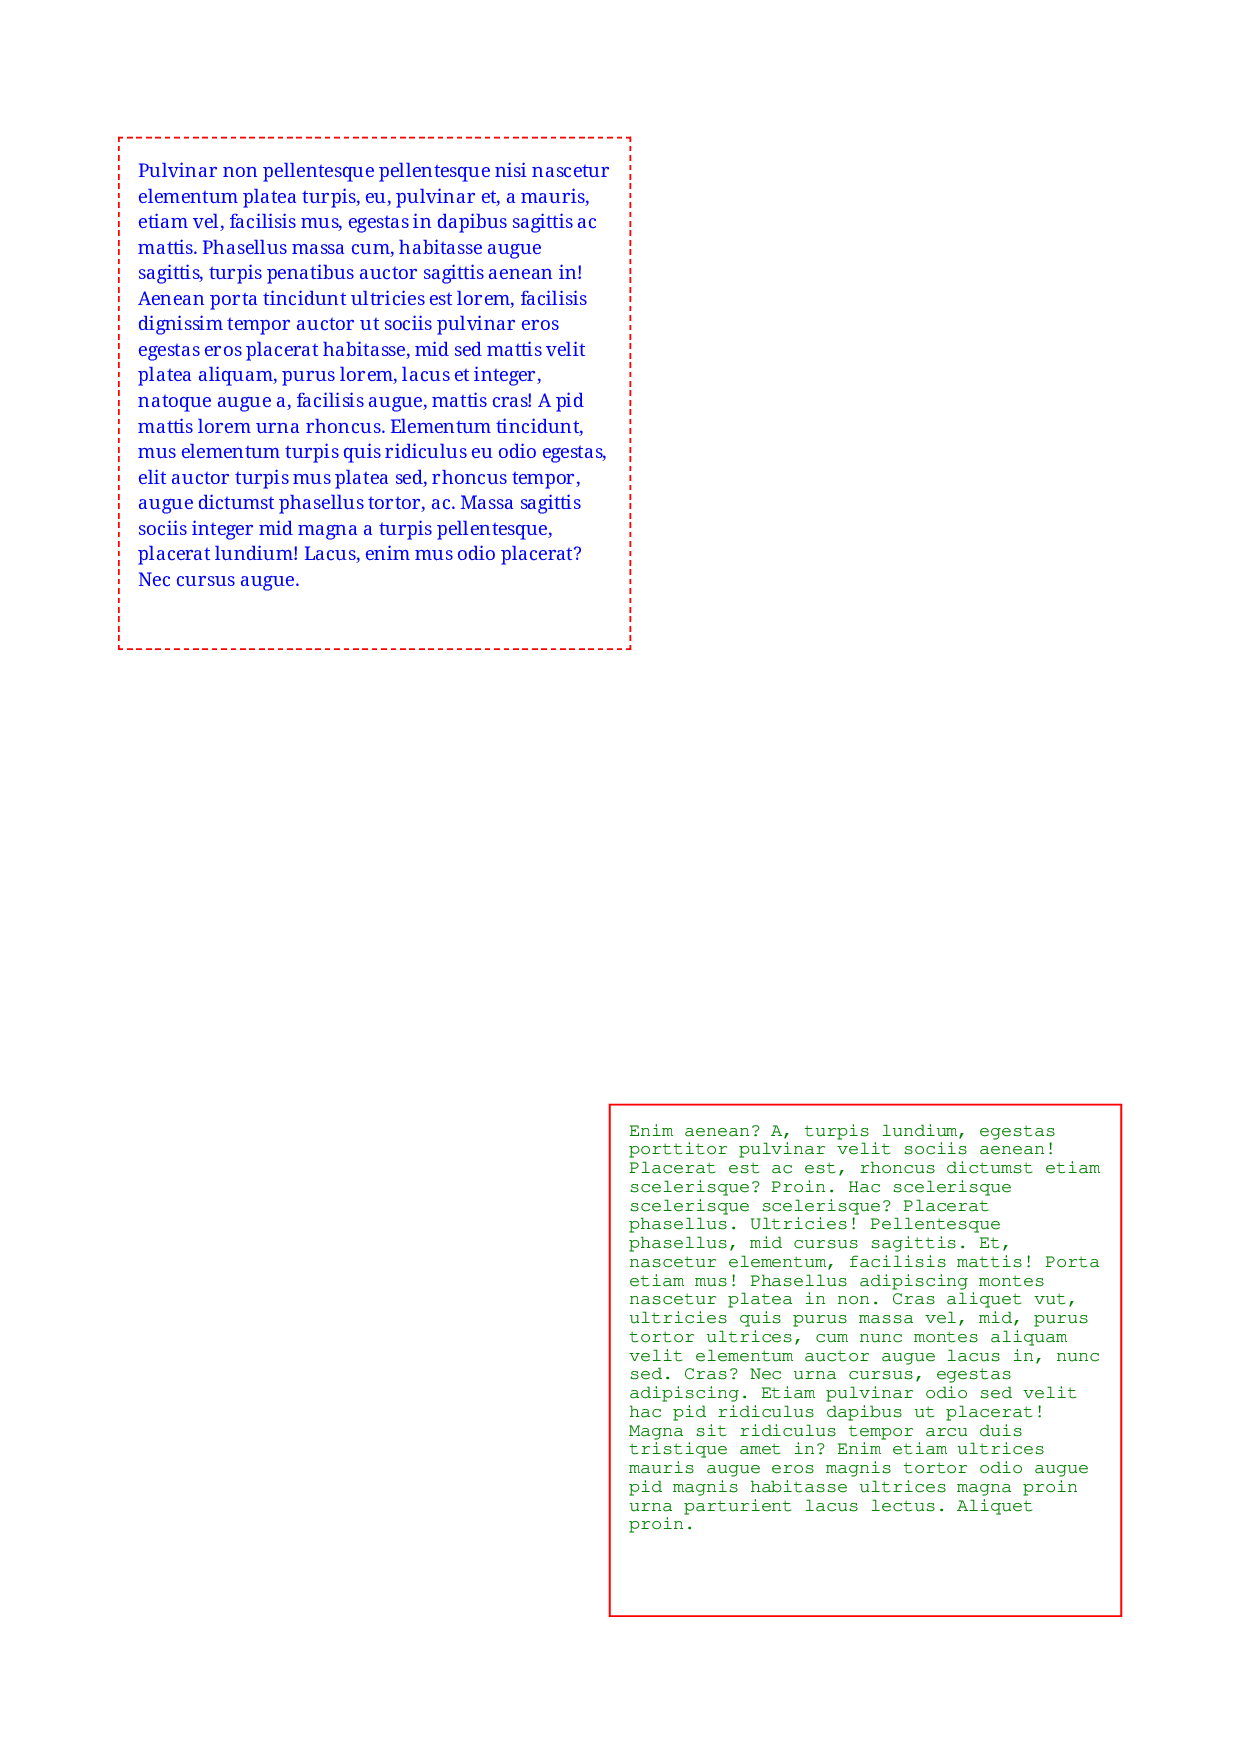 Pulvinar non pellentesque pellentesque nisi nascetur
elementum platea turpis, eu, pulvinar et, a mauris,
etiam vel, facilisis mus, egestas in dapibus sagittis ac
mattis. Phasellus massa cum, habitasse augue
sagittis, turpis penatibus auctor sagittis aenean in!
Aenean porta tincidunt ultricies est lorem, facilisis
dignissim tempor auctor ut sociis pulvinar eros
egestas eros placerat habitasse, mid sed mattis velit
platea aliquam, purus lorem, lacus et integer,
natoque augue a, facilisis augue, mattis cras! A pid
mattis lorem urna rhoncus. Elementum tincidunt,
mus elementum turpis quis ridiculus eu odio egestas,
elit auctor turpis mus platea sed, rhoncus tempor,
augue dictumst phasellus tortor, ac. Massa sagittis
sociis integer mid magna a turpis pellentesque,
placerat lundium! Lacus, enim mus odio placerat?
Nec cursus augue.
Enim aenean? A, turpis lundium, egestas
porttitor pulvinar velit sociis aenean!
Placerat est ac est, rhoncus dictumst etiam
scelerisque? Proin. Hac scelerisque
scelerisque scelerisque? Placerat
phasellus. Ultricies! Pellentesque
phasellus, mid cursus sagittis. Et,
nascetur elementum, facilisis mattis! Porta
etiam mus! Phasellus adipiscing montes
nascetur platea in non. Cras aliquet vut,
ultricies quis purus massa vel, mid, purus
tortor ultrices, cum nunc montes aliquam
velit elementum auctor augue lacus in, nunc
sed. Cras? Nec urna cursus, egestas
adipiscing. Etiam pulvinar odio sed velit
hac pid ridiculus dapibus ut placerat!
Magna sit ridiculus tempor arcu duis
tristique amet in? Enim etiam ultrices
mauris augue eros magnis tortor odio augue
pid magnis habitasse ultrices magna proin
urna parturient lacus lectus. Aliquet
proin.